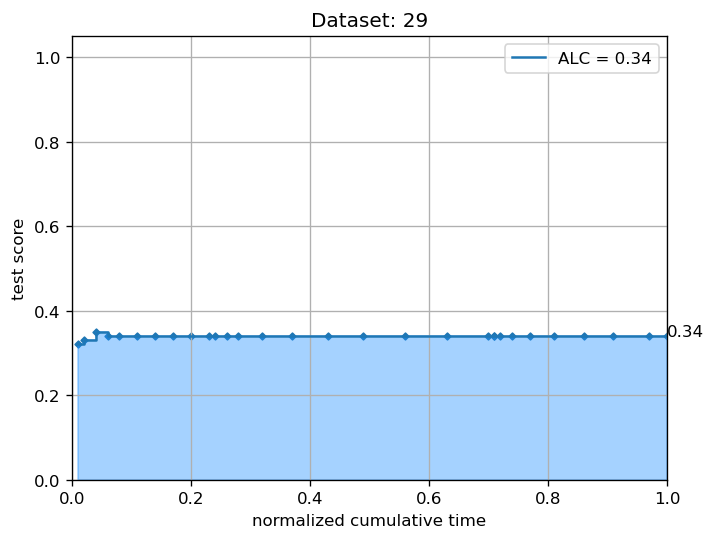 Dataset: 29
ALC = 0.34
1.0
0.8
0.6
0.4
0.2
0.0
test score
0.34
0.0 0.2 0.4 0.6 0.8 1.0
normalized cumulative time